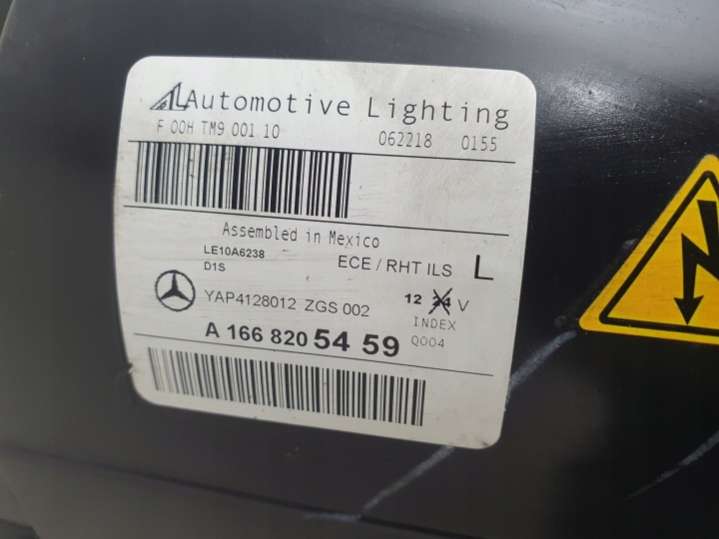 AL Automotive Lighting
F 00H TM9 001 10 062218 0155
Assembled in Mexico
LE10A6238
D1S
ECE / RHT ILS L
YAP4128012 ZGS 002 12 24 V
INDEX
A 166 820 54 59 Q004